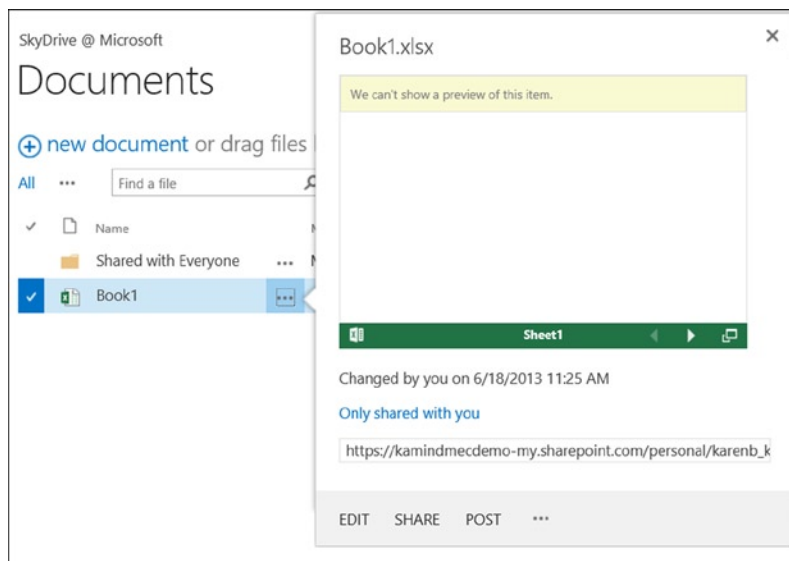 SkyDrive @ Microsoft
Documents
new document or drag files
All ...
Find a file
Name
Shared with Everyone ...
Book1 ...
Book1.xlsx
We can't show a preview of this item.
Sheet1
Changed by you on 6/18/2013 11:25 AM
Only shared with you
https://kamindmecdemo-my.sharepoint.com/personal/karenb_k
EDIT SHARE POST ...